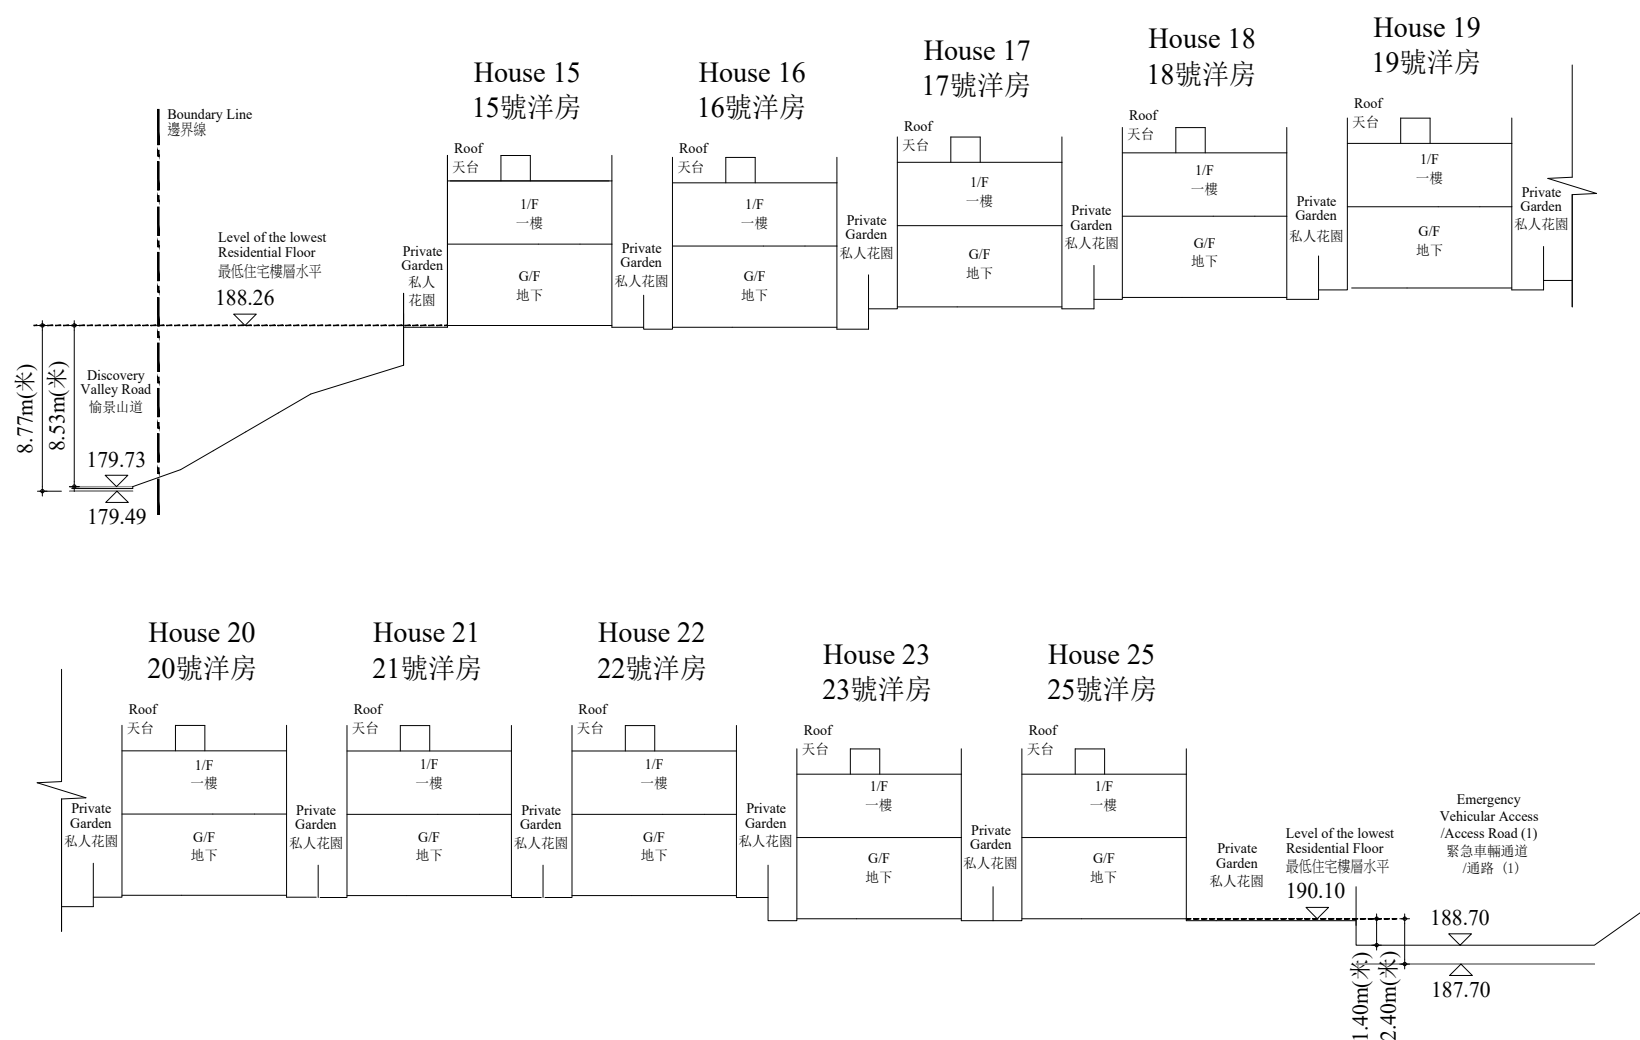 House 15
15號洋房
House 16
16號洋房
House 17
17號洋房
House 18
18號洋房
House 19
19號洋房
Boundary Line
邊界線
Roof
天台
1/F
一樓
G/F
地下
Roof
天台
1/F
一樓
G/F
地下
Roof
天台
1/F
一樓
G/F
地下
Roof
天台
1/F
一樓
G/F
地下
Roof
天台
1/F
一樓
G/F
地下
Level of the lowest
Residential Floor
最低住宅樓層水平
188.26
Private
Garden
私人
花園
Private
Garden
私人花園
Private
Garden
私人花園
Private
Garden
私人花園
Private
Garden
私人花園
Private
Garden
私人花園
8.77m(米)
8.53m(米)
Discovery
Valley Road
愉景山道
179.73
179.49
House 20
20號洋房
House 21
21號洋房
House 22
22號洋房
House 23
23號洋房
House 25
25號洋房
Roof
天台
1/F
一樓
G/F
地下
Roof
天台
1/F
一樓
G/F
地下
Roof
天台
1/F
一樓
G/F
地下
Roof
天台
1/F
一樓
G/F
地下
Roof
天台
1/F
一樓
G/F
地下
Private
Garden
私人花園
Private
Garden
私人花園
Private
Garden
私人花園
Private
Garden
私人花園
Private
Garden
私人花園
Private
Garden
私人花園
Level of the lowest
Residential Floor
最低住宅樓層水平
190.10
Emergency
Vehicular Access
/Access Road (1)
緊急車輛通道
/通路（1）
188.70
187.70
1.40m(米)
2.40m(米)